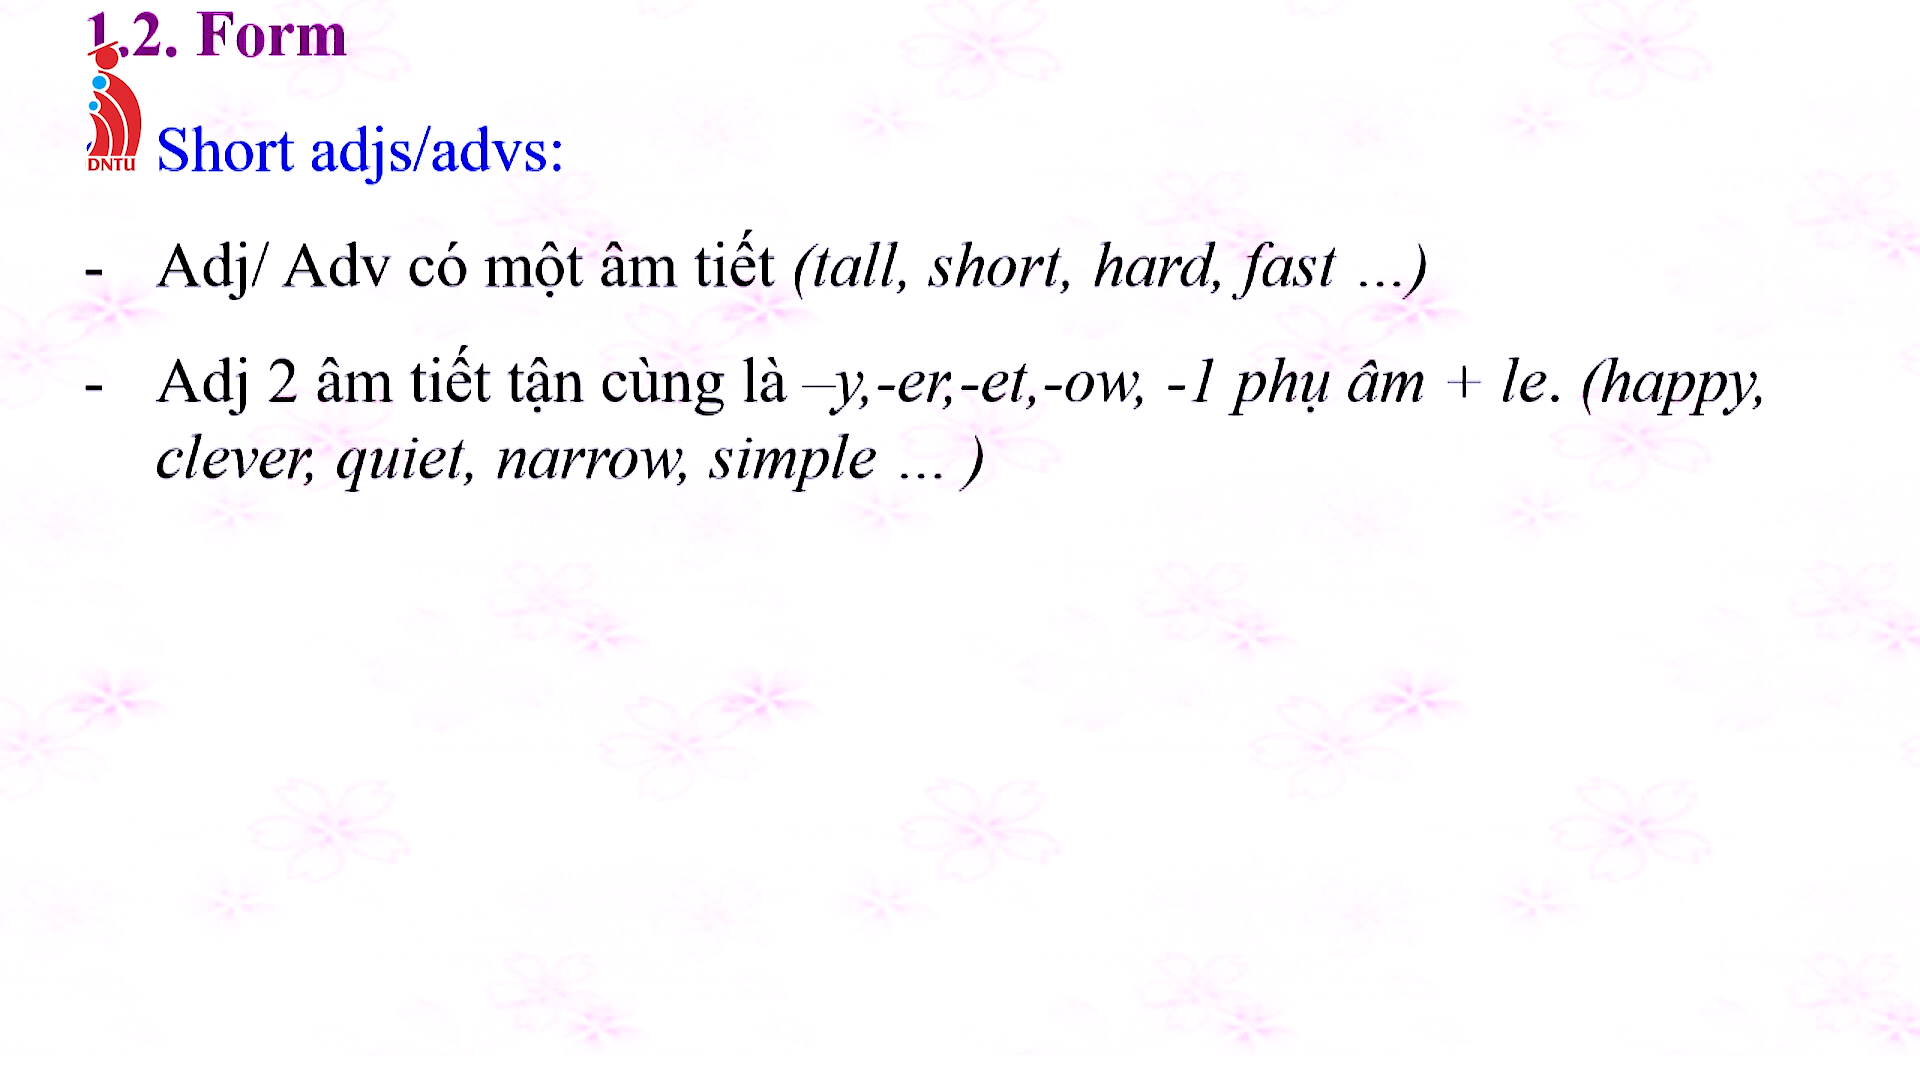 1.2. Form
Short adjs/advs:
DNTU
- Adj/ Adv có một âm tiết (tall, short, hard, fast …)
- Adj 2 âm tiết tận cùng là –y,-er,-et,-ow, -1 phụ âm + le. (happy,
clever, quiet, narrow, simple … )